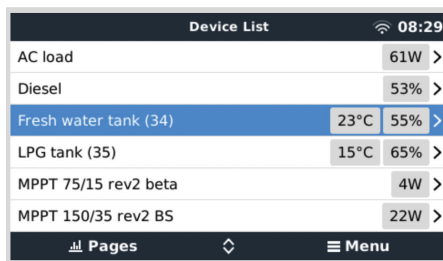 Device List 08:29
AC load 61W
Diesel 53%
Fresh water tank (34) 23°C 55%
LPG tank (35) 15°C 65%
MPPT 75/15 rev2 beta 4W
MPPT 150/35 rev2 BS 22W
Pages Menu